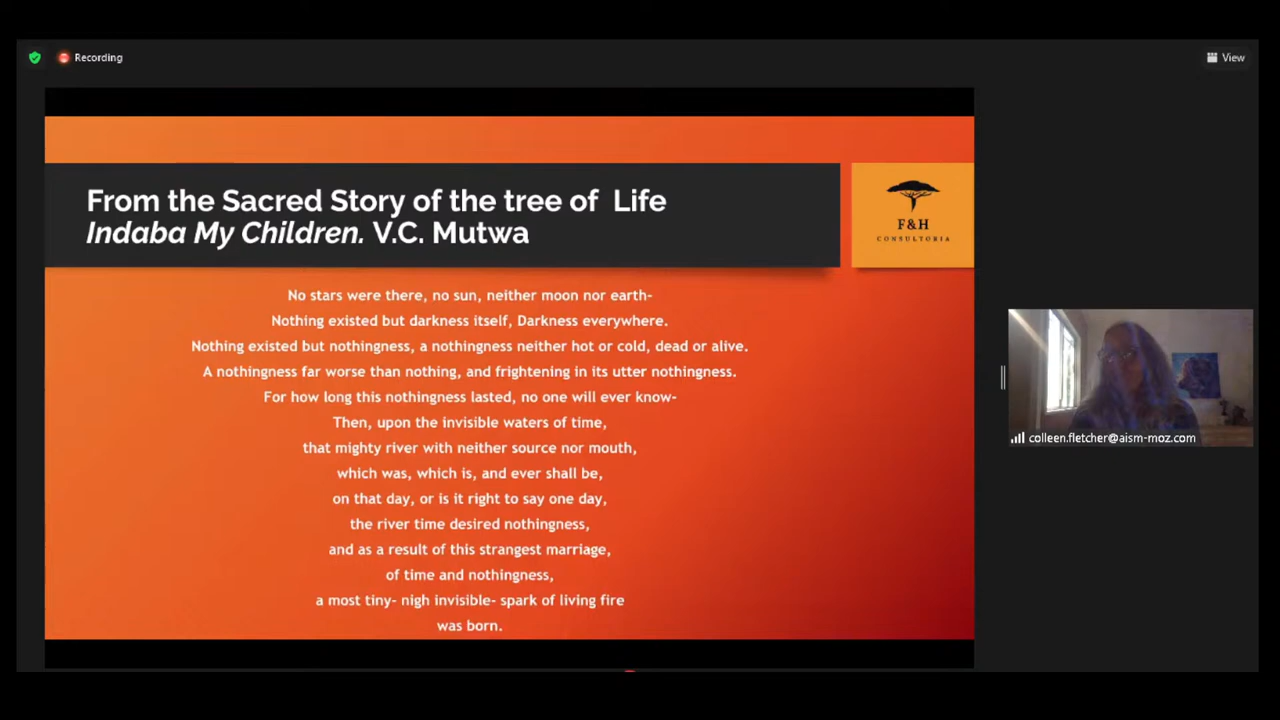 Recording
View
From the Sacred Story of the tree of Life
Indaba My Children. V.C. Mutwa
F&H
CONSULTORIA
No stars were there, no sun, neither moon nor earth-
Nothing existed but darkness itself, Darkness everywhere.
Nothing existed but nothingness, a nothingness neither hot or cold, dead or alive.
A nothingness far worse than nothing, and frightening in its utter nothingness.
For how long this nothingness lasted, no one will ever know-
Then, upon the invisible waters of time,
that mighty river with neither source nor mouth,
which was, which is, and ever shall be,
on that day, or is it right to say one day,
the river time desired nothingness,
and as a result of this strangest marriage,
of time and nothingness,
a most tiny- nigh invisible- spark of living fire
was born.
colleen.fletcher@aism-moz.com